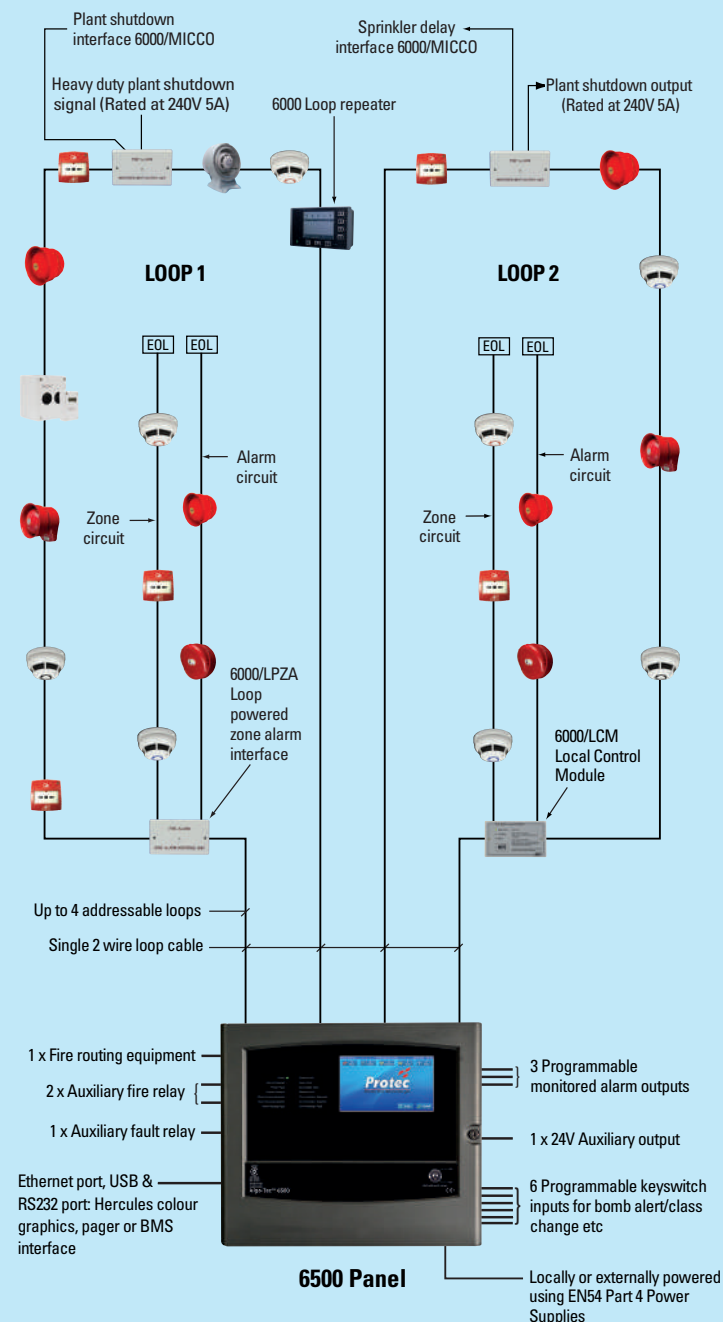 Plant shutdown
interface 6000/MICCO
Sprinkler delay
interface 6000/MICCO
Heavy duty plant shutdown
signal (Rated at 240V 5A)
6000 Loop repeater
Plant shutdown output
(Rated at 240V 5A)
LOOP 1
LOOP 2
EOL
EOL
EOL
EOL
Alarm
circuit
Alarm
circuit
Zone
circuit
Zone
circuit
6000/LPZA
Loop
powered
zone alarm
interface
6000/LCM
Local Control
Module
Up to 4 addressable loops
Single 2 wire loop cable
1 x Fire routing equipment
2 x Auxiliary fire relay
1 x Auxiliary fault relay
Ethernet port, USB &
RS232 port: Hercules colour
graphics, pager or BMS
interface
Protec
3 Programmable
monitored alarm outputs
1 x 24V Auxiliary output
6 Programmable keyswitch
inputs for bomb alert/class
change etc
6500 Panel
Locally or externally powered
using EN54 Part 4 Power
Supplies